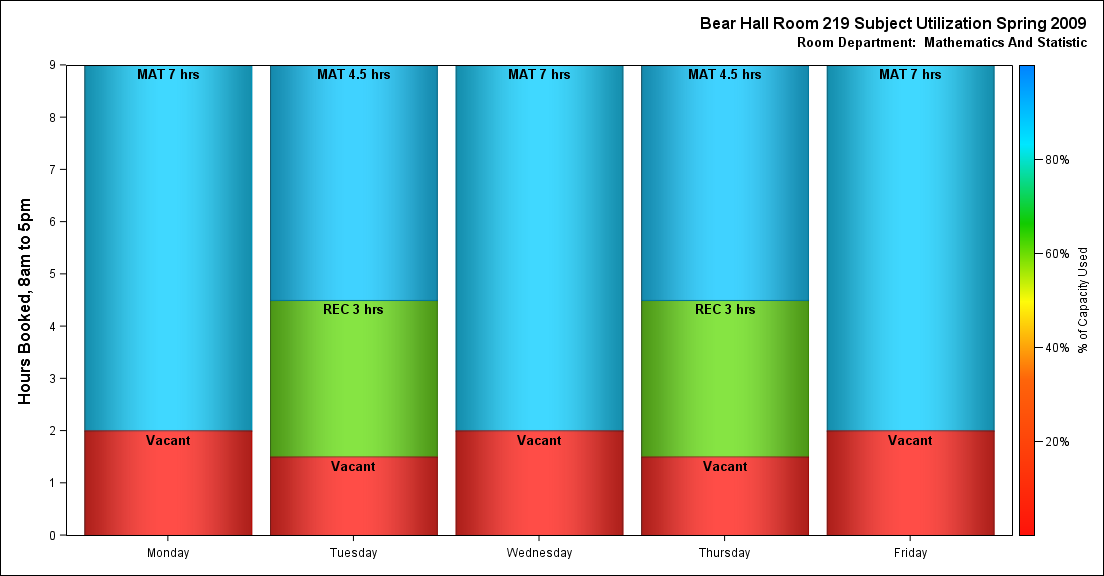 Bear Hall Room 219 Subject Utilization Spring 2009
Room Department:  Mathematics And Statistic
Hours Booked, 8am to 5pm
9
8
7
6
5
4
3
2
1
0
MAT 7 hrs
Vacant
MAT 4.5 hrs
REC 3 hrs
Vacant
MAT 7 hrs
Vacant
MAT 4.5 hrs
REC 3 hrs
Vacant
MAT 7 hrs
Vacant
Monday
Tuesday
Wednesday
Thursday
Friday
80%
60%
40%
20%
% of Capacity Used